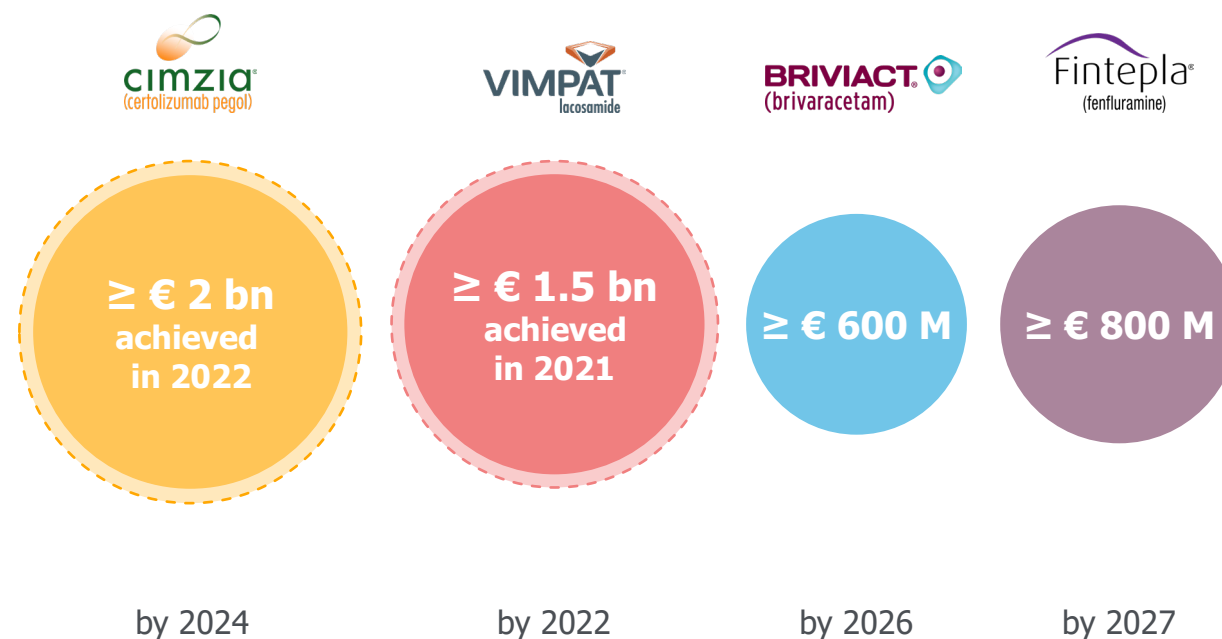 cimzia®
(certolizumab pegol)
VIMPAT®
lacosamide
BRIVIACT®
(brivaracetam)
Fintepla®
(fenfluramine)
≥ € 2 bn
achieved
in 2022
≥ € 1.5 bn
achieved
in 2021
≥ € 600 M
≥ € 800 M
by 2024
by 2022
by 2026
by 2027